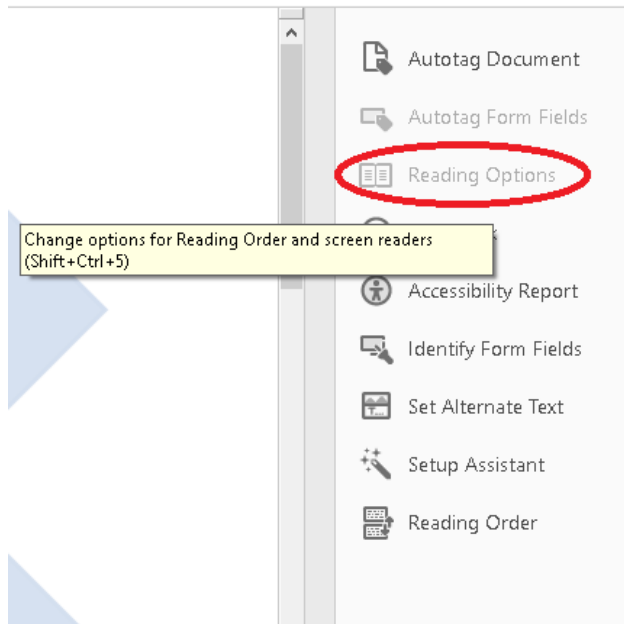 Autotag Document
Autotag Form Fields
Reading Options
Change options for Reading Order and screen readers
(Shift+Ctrl+5)
Accessibility Report
Identify Form Fields
Set Alternate Text
Setup Assistant
Reading Order